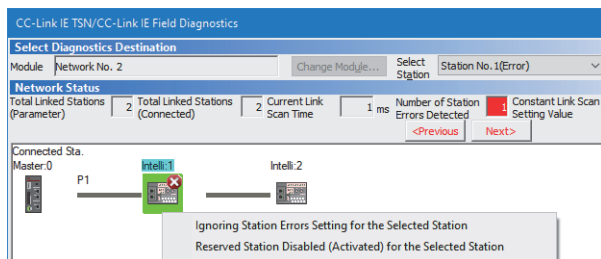 CC-Link IE TSN/CC-Link IE Field Diagnostics
Select Diagnostics Destination
Module Network No. 2 Change Module... Select Station Station No.1(Error)
Network Status
Total Linked Stations (Parameter) 2 Total Linked Stations (Connected) 2 Current Link Scan Time 1 ms Number of Station Errors Detected 1 Constant Link Scan Setting Value
<Previous Next>
Connected Sta.
Master:0 Intelli:1 Intelli:2
P1
Ignoring Station Errors Setting for the Selected Station
Reserved Station Disabled (Activated) for the Selected Station